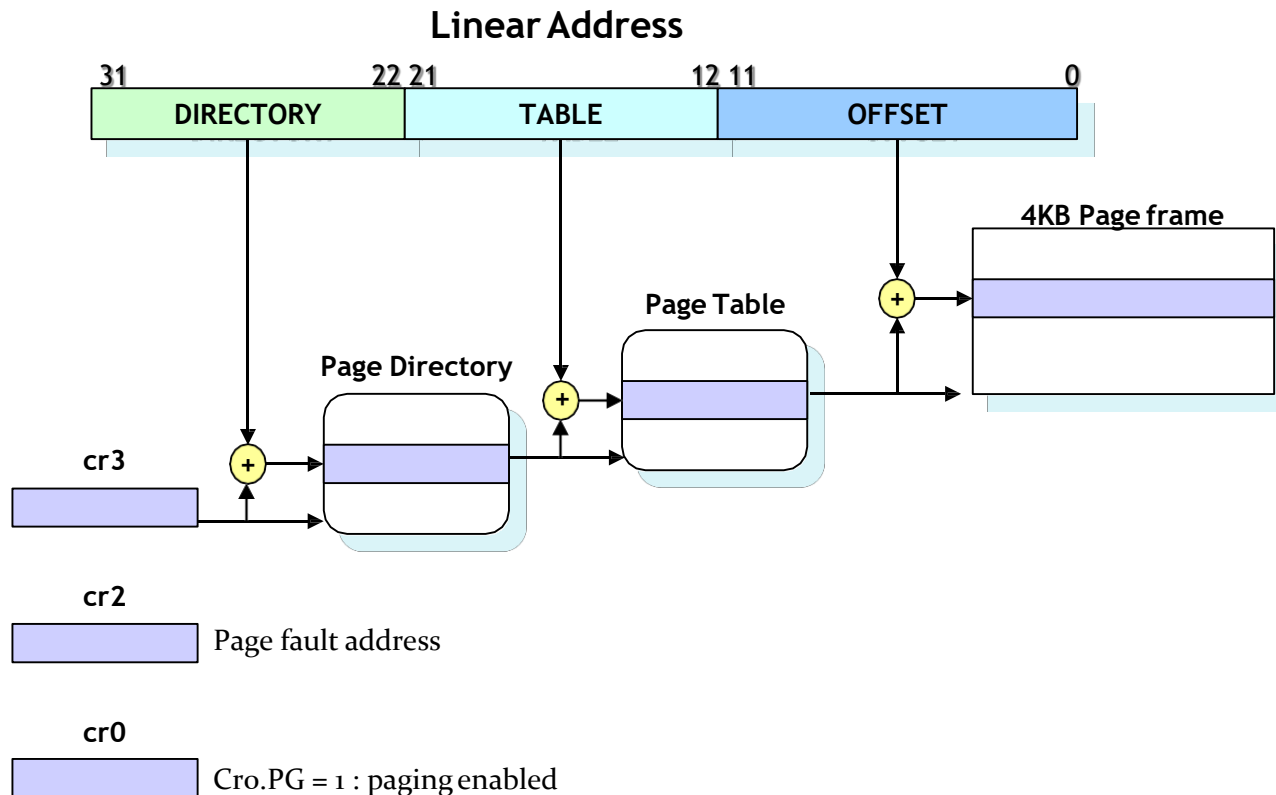 Linear Address
31 22 21 12 11 0
DIRECTORY TABLE OFFSET
4KB Page frame
+
Page Table
+
Page Directory
+
cr3
cr2
Page fault address
cr0
Cr0.PG = 1 : paging enabled